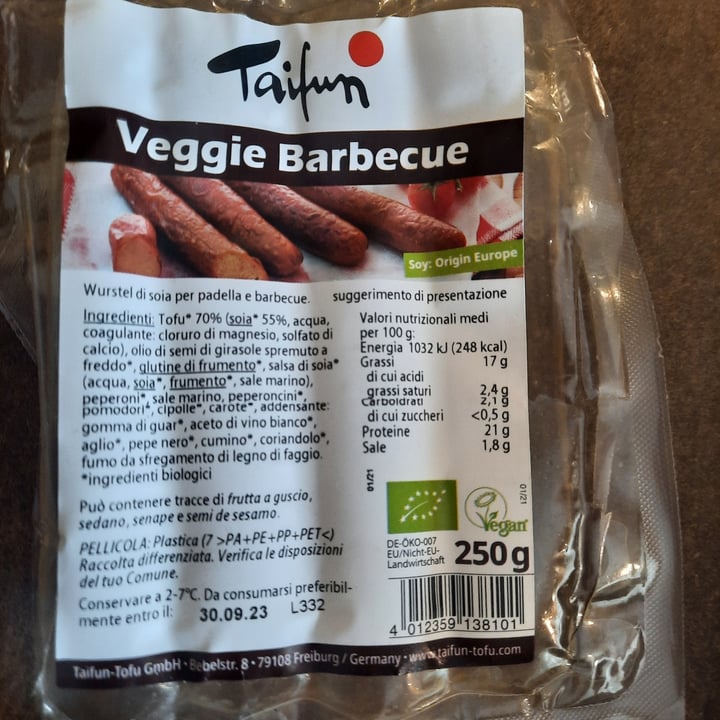 Taifun
Veggie Barbecue
Soy: Origin Europe
Wurstel di soia per padella e barbecue.
suggerimento di presentazione
Ingredienti: Tofu* 70% (soia* 55%, acqua,
coagulante: cloruro di magnesio, solfato di
calcio), olio di semi di girasole spremuto a
freddo*, glutine di frumento*, salsa di soia*
(acqua, soia*, frumento*, sale marino),
peperoni*, sale marino, peperoncini*,
pomodori*, cipolle*, carote*, addensante:
gomma di guar*, aceto di vino bianco*,
aglio*, pepe nero*, cumino*, coriandolo*,
fumo da sfregamento di legno di faggio.
*ingredienti biologici
Può contenere tracce di frutta a guscio,
sedano, senape e semi de sesamo.
PELLICOLA: Plastica (7 >PA+PE+PP+PET<)
Raccolta differenziata. Verifica le disposizioni
del tuo Comune.
Conservare a 2-7°C. Da consumarsi preferibil-
mente entro il: 30.09.23 L332
Valori nutrizionali medi
per 100 g:
Energia 1032 kJ (248 kcal)
Grassi 17 g
di cui acidi
grassi saturi 2,4 g
Carboidrati 2,1 g
di cui zuccheri <0,5 g
Proteine 21 g
Sale 1,8 g
01/21
01/21
Vegan
DE-ÖKO-007
EU/Nicht-EU-
Landwirtschaft
250g
4 012359 138101
Taifun-Tofu GmbH • Bebelstr. 8 • 79108 Freiburg / Germany • www.taifun-tofu.com